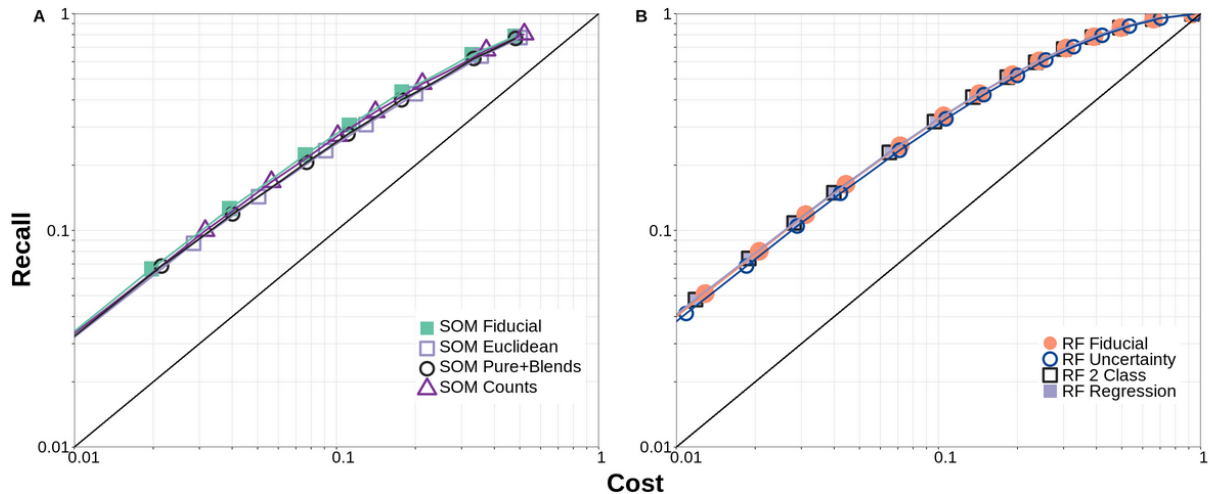 A
B
1
1
0.1
0.1
0.01
0.01
Recall
SOM Fiducial
SOM Euclidean
SOM Pure+Blends
SOM Counts
RF Fiducial
RF Uncertainty
RF 2 Class
RF Regression
0.01
0.1
1
0.01
0.1
1
Cost